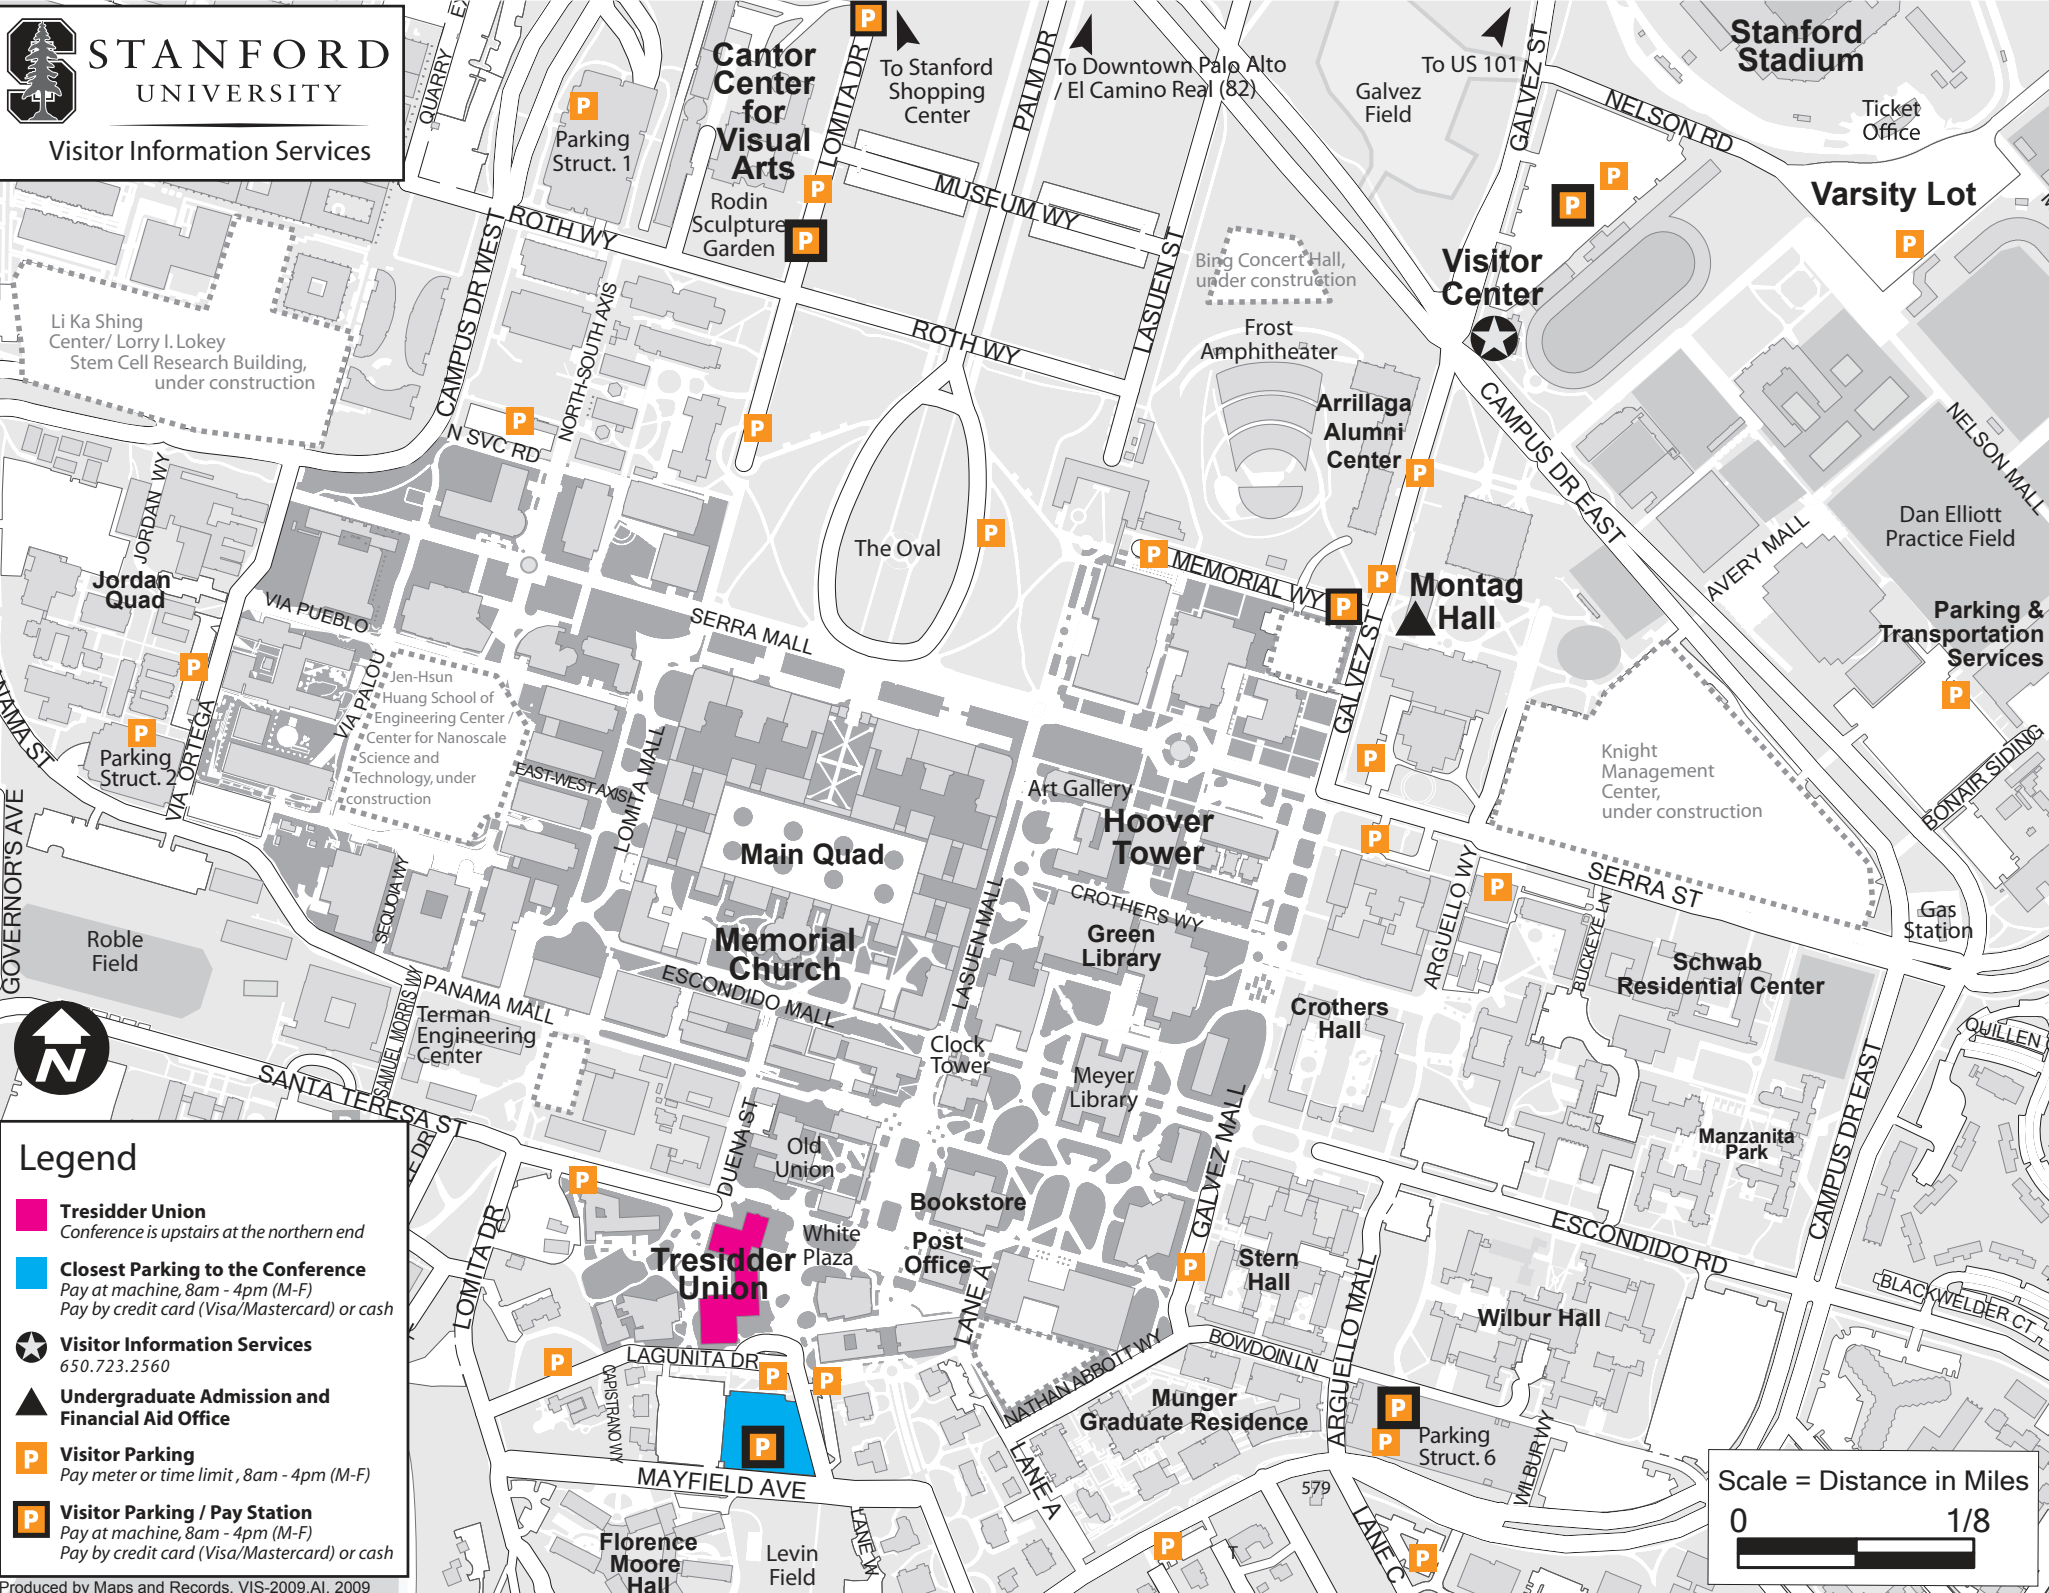 STANFORD
UNIVERSITY
Visitor Information Services
QUARRY
P
Parking
Struct. 1
Cantor
Center
for
Visual
Arts
Rodin
Sculpture
Garden
P
LOMITA DR
P
P
To Stanford
Shopping
Center
PALM DR
To Downtown Palo Alto
/ El Camino Real (82)
Galvez
Field
To US 101
GALVEZ ST
Stanford
Stadium
NELSON RD
Ticket
Office
P
P
Varsity Lot
P
MUSEUM WY
LASUEN ST
Bing Concert Hall,
under construction
Visitor
Center
Frost
Amphitheater
ROTH WY
CAMPUS DR WEST
NORTH-SOUTH AXIS
ROTH WY
Li Ka Shing
Center/ Lorry I. Lokey
Stem Cell Research Building,
under construction
P
N SVC RD
P
Arrillaga
Alumni
Center
P
CAMPUS DR EAST
NELSON MALL
Dan Elliott
Practice Field
AVERY MALL
JORDAN WY
Jordan
Quad
The Oval
P
P
MEMORIAL WY
P
P
Montag
Hall
Parking &
Transportation
Services
P
VIA PUEBLO
SERRA MALL
GALVEZ ST
P
VIA PALOU
Jen-Hsun
Huang School of
Engineering Center /
Center for Nanoscale
Science and
Technology, under
construction
P
Parking
Struct. 2
VIA ORTEGA
NAMA ST
EAST-WEST AXIS
LOMITA MALL
P
Knight
Management
Center,
under construction
BONAIR SIDING
Art Gallery
Hoover
Tower
Main Quad
P
GOVERNOR'S AVE
SEQUOIA WY
LASUEN MALL
CROTHERS WY
Green
Library
ARGUELLO WY
P
SERRA ST
BUCKEYE LN
Gas
Station
Roble
Field
Memorial
Church
ESCONDIDO MALL
Schwab
Residential Center
PANAMA MALL
SAMUEL MORRIS WY
Terman
Engineering
Center
Crothers
Hall
QUILLEN
N
Clock
Tower
Meyer
Library
SANTA TERESA ST
DUENA ST
Old
Union
GALVEZ MALL
Manzanita
Park
CAMPUS DR EAST
P
Bookstore
White
Plaza
Post
Office
Tresidder
Union
ESCONDIDO RD
LOMITA DR
P
Stern
Hall
LANE A
ARGUELLO MALL
Wilbur Hall
BLACKWELDER CT
P
LAGUNITA DR
P
P
CAPISTRANO WY
BOWDOIN LN
NATHAN ABBOTT WY
Munger
Graduate Residence
P
P
Parking
Struct. 6
WILBUR WY
P
MAYFIELD AVE
LANE A
579
LANE W
LANE C
P
P
T
Florence
Moore
Hall
Levin
Field
Legend
Tresidder Union
Conference is upstairs at the northern end
Closest Parking to the Conference
Pay at machine, 8am - 4pm (M-F)
Pay by credit card (Visa/Mastercard) or cash
Visitor Information Services
650.723.2560
Undergraduate Admission and
Financial Aid Office
P
Visitor Parking
Pay meter or time limit , 8am - 4pm (M-F)
P
Visitor Parking / Pay Station
Pay at machine, 8am - 4pm (M-F)
Pay by credit card (Visa/Mastercard) or cash
Produced by Maps and Records, VIS-2009.AI, 2009
Scale = Distance in Miles
0 1/8